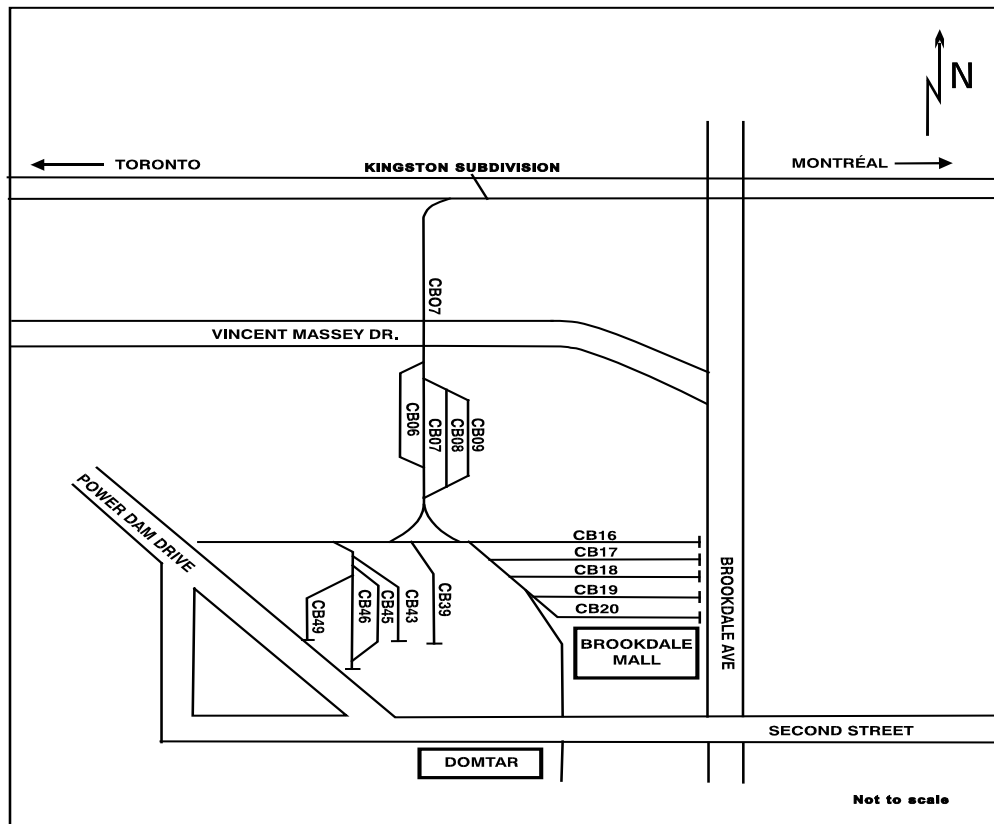 N
TORONTO
KINGSTON SUBDIVISION
MONTRÉAL
CBO7
VINCENT MASSEY DR.
CB06
CB07
CB08
CB09
POWER DAM DRIVE
CB16
CB17
CB18
CB19
CB20
CB49
CB46
CB45
CB43
CB39
BROOKDALE
MALL
BROOKDALE AVE
SECOND STREET
DOMTAR
Not to scale